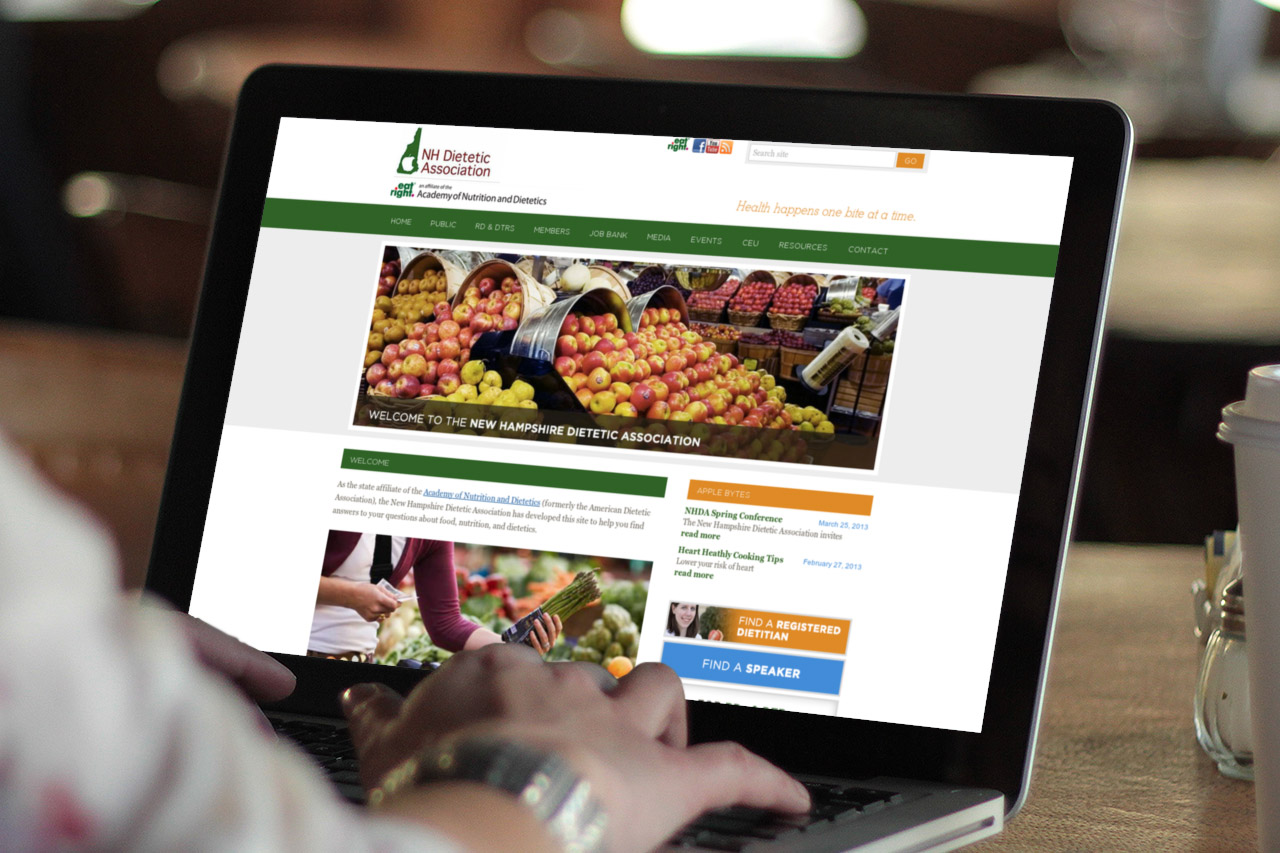 NH Dietetic
Association
eat
right.
an affiliate of the
Academy of Nutrition and Dietetics
eat
right.
You
Tube
Search site
GO
Health happens one bite at a time.
HOME PUBLIC RD & DTRS MEMBERS JOB BANK MEDIA EVENTS CEU RESOURCES CONTACT
WELCOME TO THE NEW HAMPSHIRE DIETETIC ASSOCIATION
WELCOME
As the state affiliate of the Academy of Nutrition and Dietetics (formerly the American Dietetic
Association), the New Hampshire Dietetic Association has developed this site to help you find
answers to your questions about food, nutrition, and dietetics.
APPLE BYTES
NHDA Spring Conference March 25, 2013
The New Hampshire Dietetic Association invites
read more
Heart Heathly Cooking Tips February 27, 2013
Lower your risk of heart
read more
FIND A REGISTERED
DIETITIAN
FIND A SPEAKER